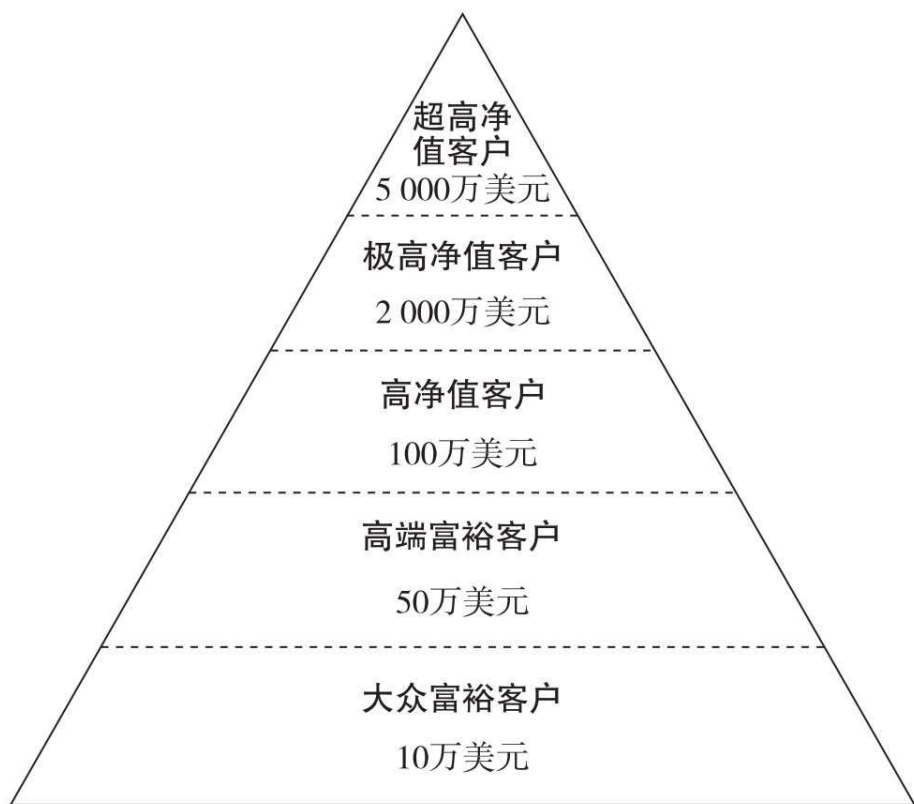 超高净
值客户
5 000万美元
极高净值客户
2 000万美元
高净值客户
100万美元
高端富裕客户
50万美元
大众富裕客户
10万美元